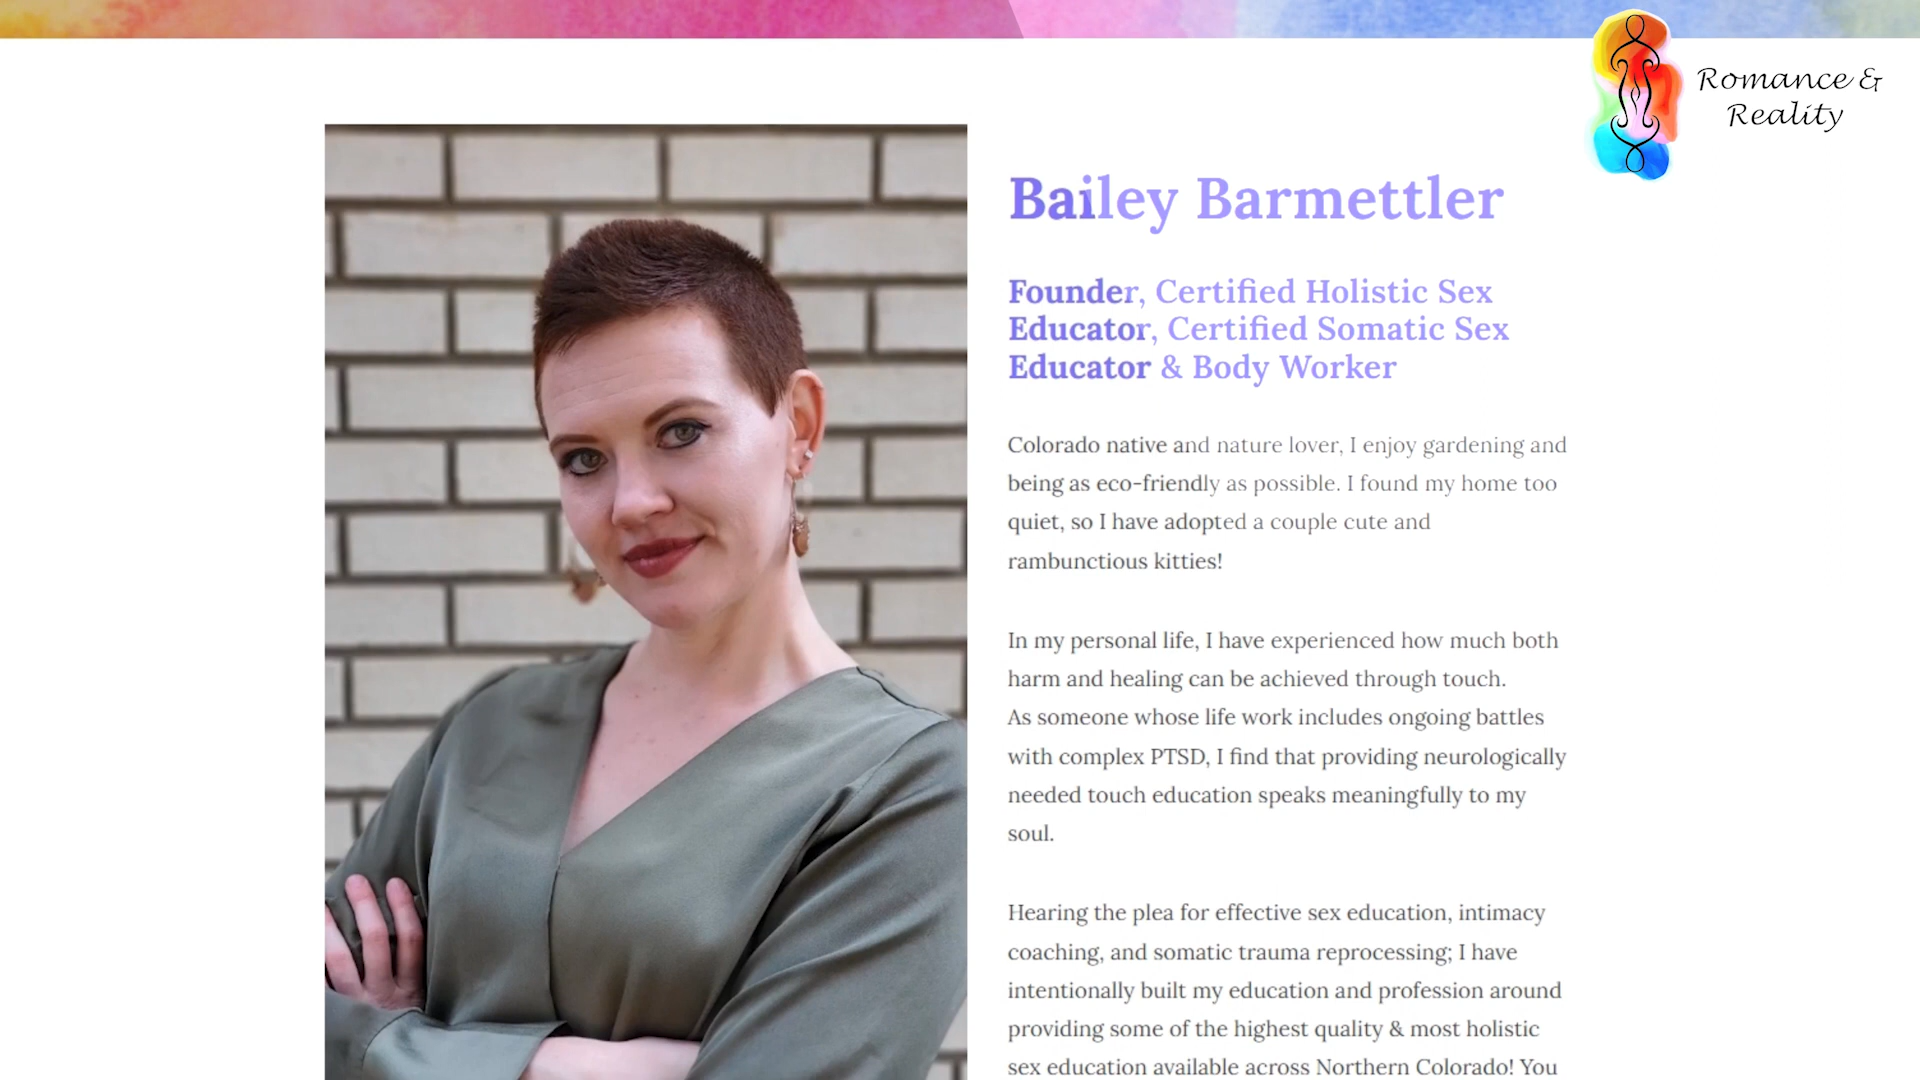 Romance &
Reality
Bailey Barmettler
Founder, Certified Holistic Sex
Educator, Certified Somatic Sex
Educator & Body Worker
Colorado native and nature lover, I enjoy gardening and
being as eco-friendly as possible. I found my home too
quiet, so I have adopted a couple cute and
rambunctious kitties!
In my personal life, I have experienced how much both
harm and healing can be achieved through touch.
As someone whose life work includes ongoing battles
with complex PTSD, I find that providing neurologically
needed touch education speaks meaningfully to my
soul.
Hearing the plea for effective sex education, intimacy
coaching, and somatic trauma reprocessing; I have
intentionally built my education and profession around
providing some of the highest quality & most holistic
sex education available across Northern Colorado! You